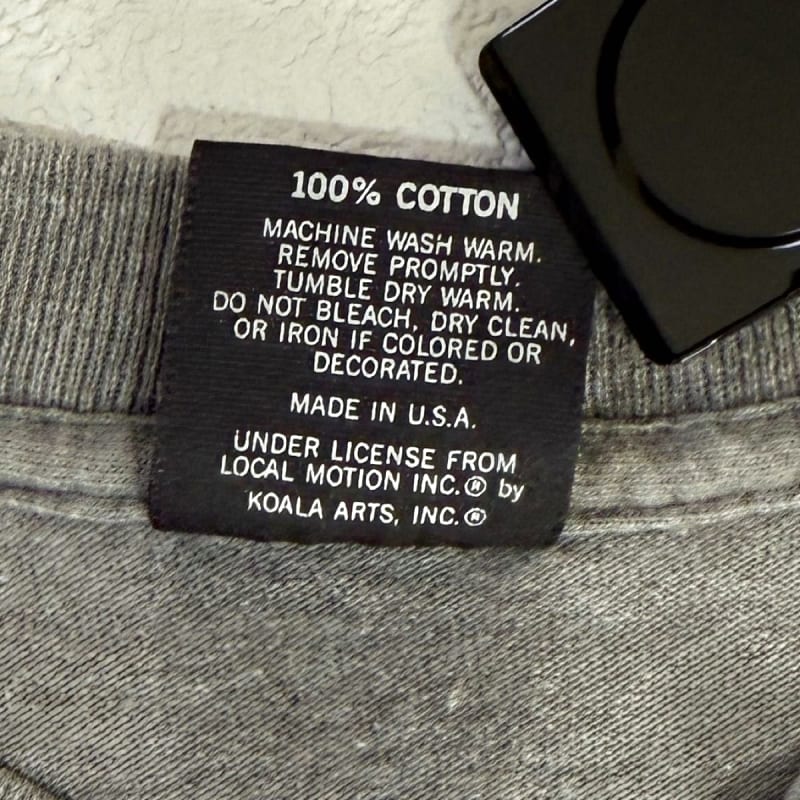 100% COTTON
MACHINE WASH WARM.
REMOVE PROMPTLY.
TUMBLE DRY WARM.
DO NOT BLEACH, DRY CLEAN,
OR IRON IF COLORED OR
DECORATED.
MADE IN U.S.A.
UNDER LICENSE FROM
LOCAL MOTION INC.® by
KOALA ARTS, INC.®